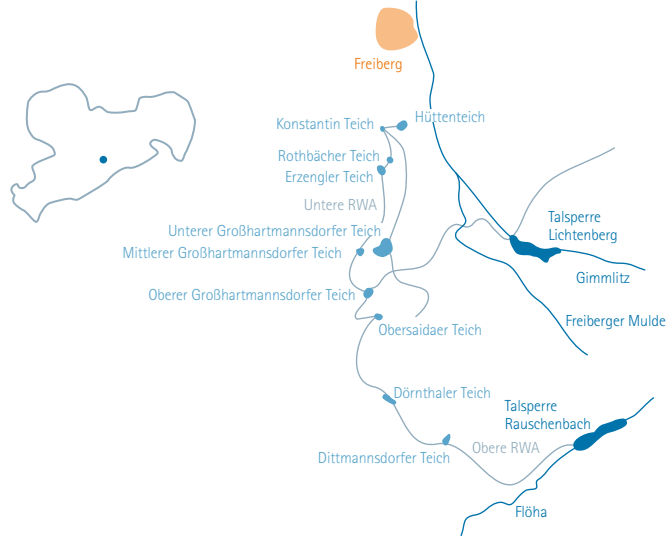 Freiberg
Hüttenteich
Konstantin Teich
Rothbächer Teich
Erzengler Teich
Untere RWA
Unterer Großhartmannsdorfer Teich
Mittlerer Großhartmannsdorfer Teich
Talsperre
Lichtenberg
Gimmlitz
Oberer Großhartmannsdorfer Teich
Freiberger Mulde
Obersaidaer Teich
Dörnthaler Teich
Talsperre
Rauschenbach
Obere RWA
Dittmannsdorfer Teich
Flöha